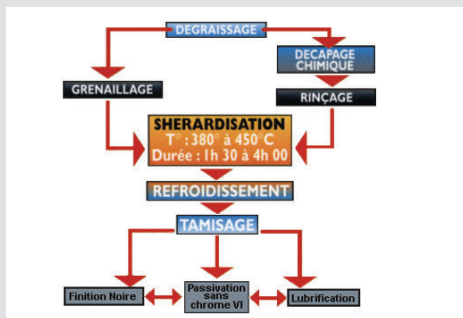 DEGRAISSAGE
DECAPAGE
CHIMIQUE
GRENAILLAGE
RINÇAGE
SHERARDISATION
T° : 380° à 450°C
Durée : 1h 30 à 4h 00
REFROIDISSEMENT
TAMISAGE
Finition Noire
Passivation
sans
chrome VI
Lubrification